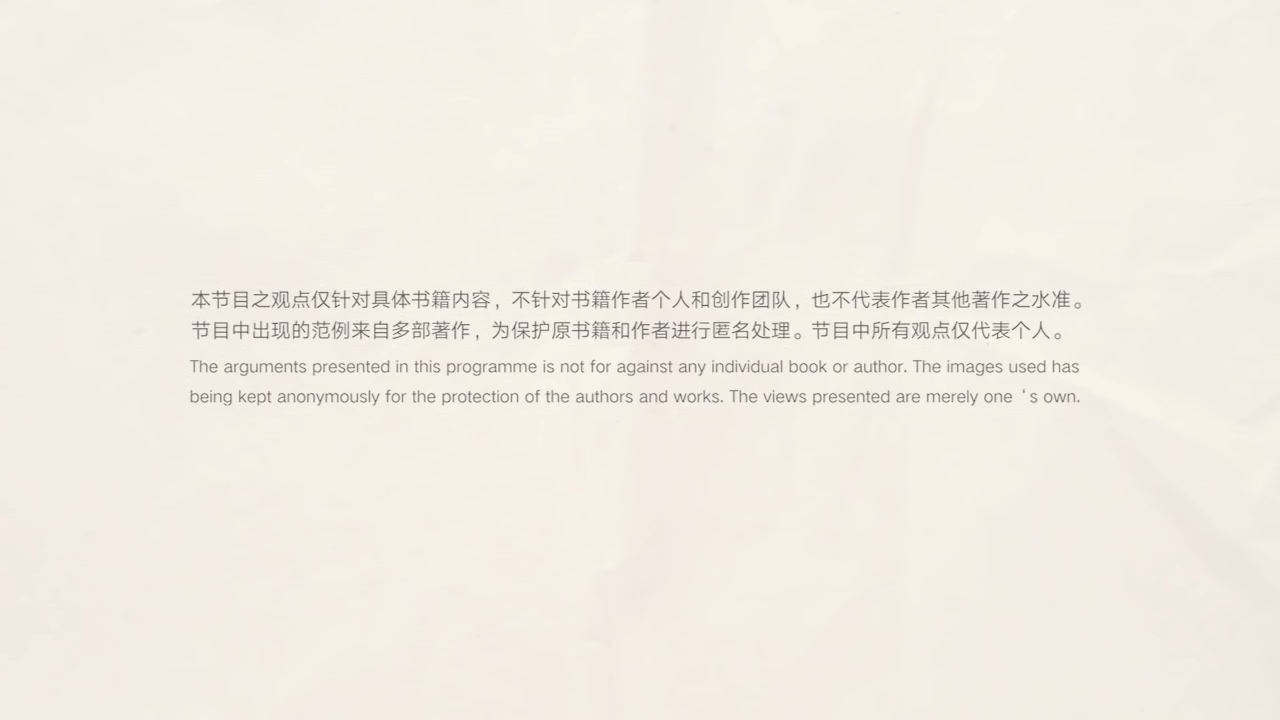 本节目之观点仅针对具体书籍内容，不针对书籍作者个人和创作团队，也不代表作者其他著作之水准。
节目中出现的范例来自多部著作，为保护原书籍和作者进行匿名处理。节目中所有观点仅代表个人。
The arguments presented in this programme is not for against any individual book or author. The images used has
being kept anonymously for the protection of the authors and works. The views presented are merely one ‘s own.